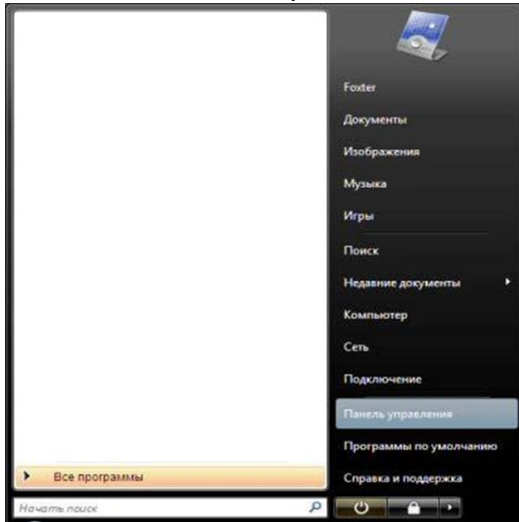 Foxter
Документы
Изображения
Музыка
Игры
Поиск
Недавние документы
Компьютер
Сеть
Подключение
Панель управления
Программы по умолчанию
Справка и поддержка
Все программы
Начать поиск